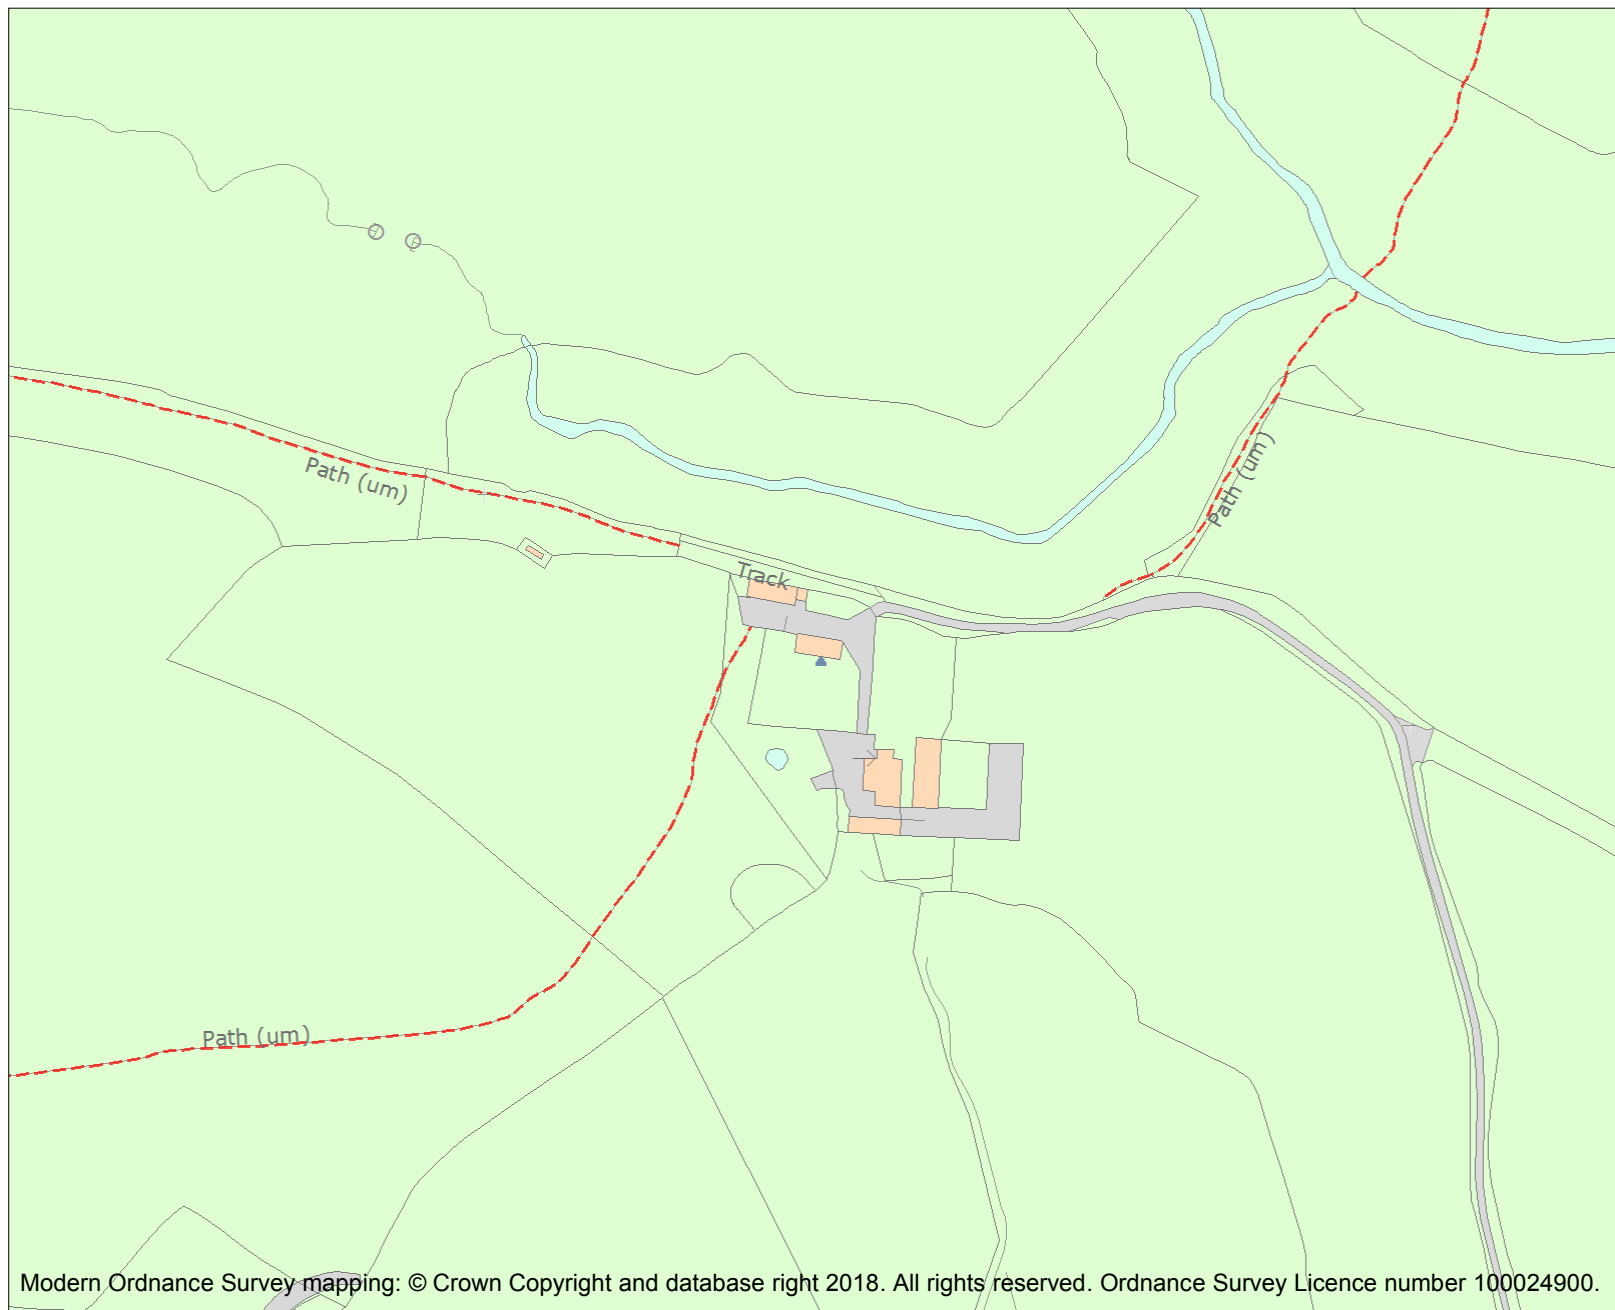 Path (um)
Path (um)
Track
Path (um)
Modern Ordnance Survey mapping: © Crown Copyright and database right 2018. All rights reserved. Ordnance Survey Licence number 100024900.